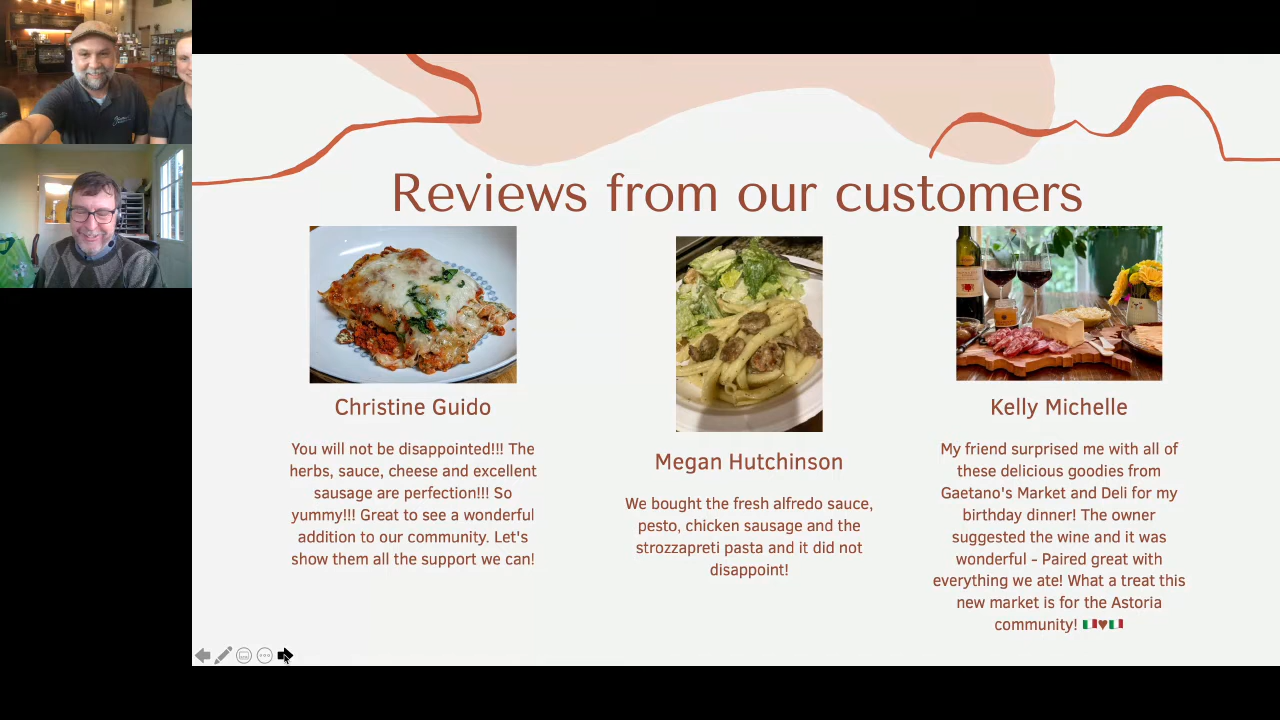 Reviews from our customers
Christine Guido
You will not be disappointed!!! The
herbs, sauce, cheese and excellent
sausage are perfection!!! So
yummy!!! Great to see a wonderful
addition to our community. Let's
show them all the support we can!
Megan Hutchinson
We bought the fresh alfredo sauce,
pesto, chicken sausage and the
strozzapreti pasta and it did not
disappoint!
Kelly Michelle
My friend surprised me with all of
these delicious goodies from
Gaetano's Market and Deli for my
birthday dinner! The owner
suggested the wine and it was
wonderful - Paired great with
everything we ate! What a treat this
new market is for the Astoria
community! 🇮🇹♥🇮🇹